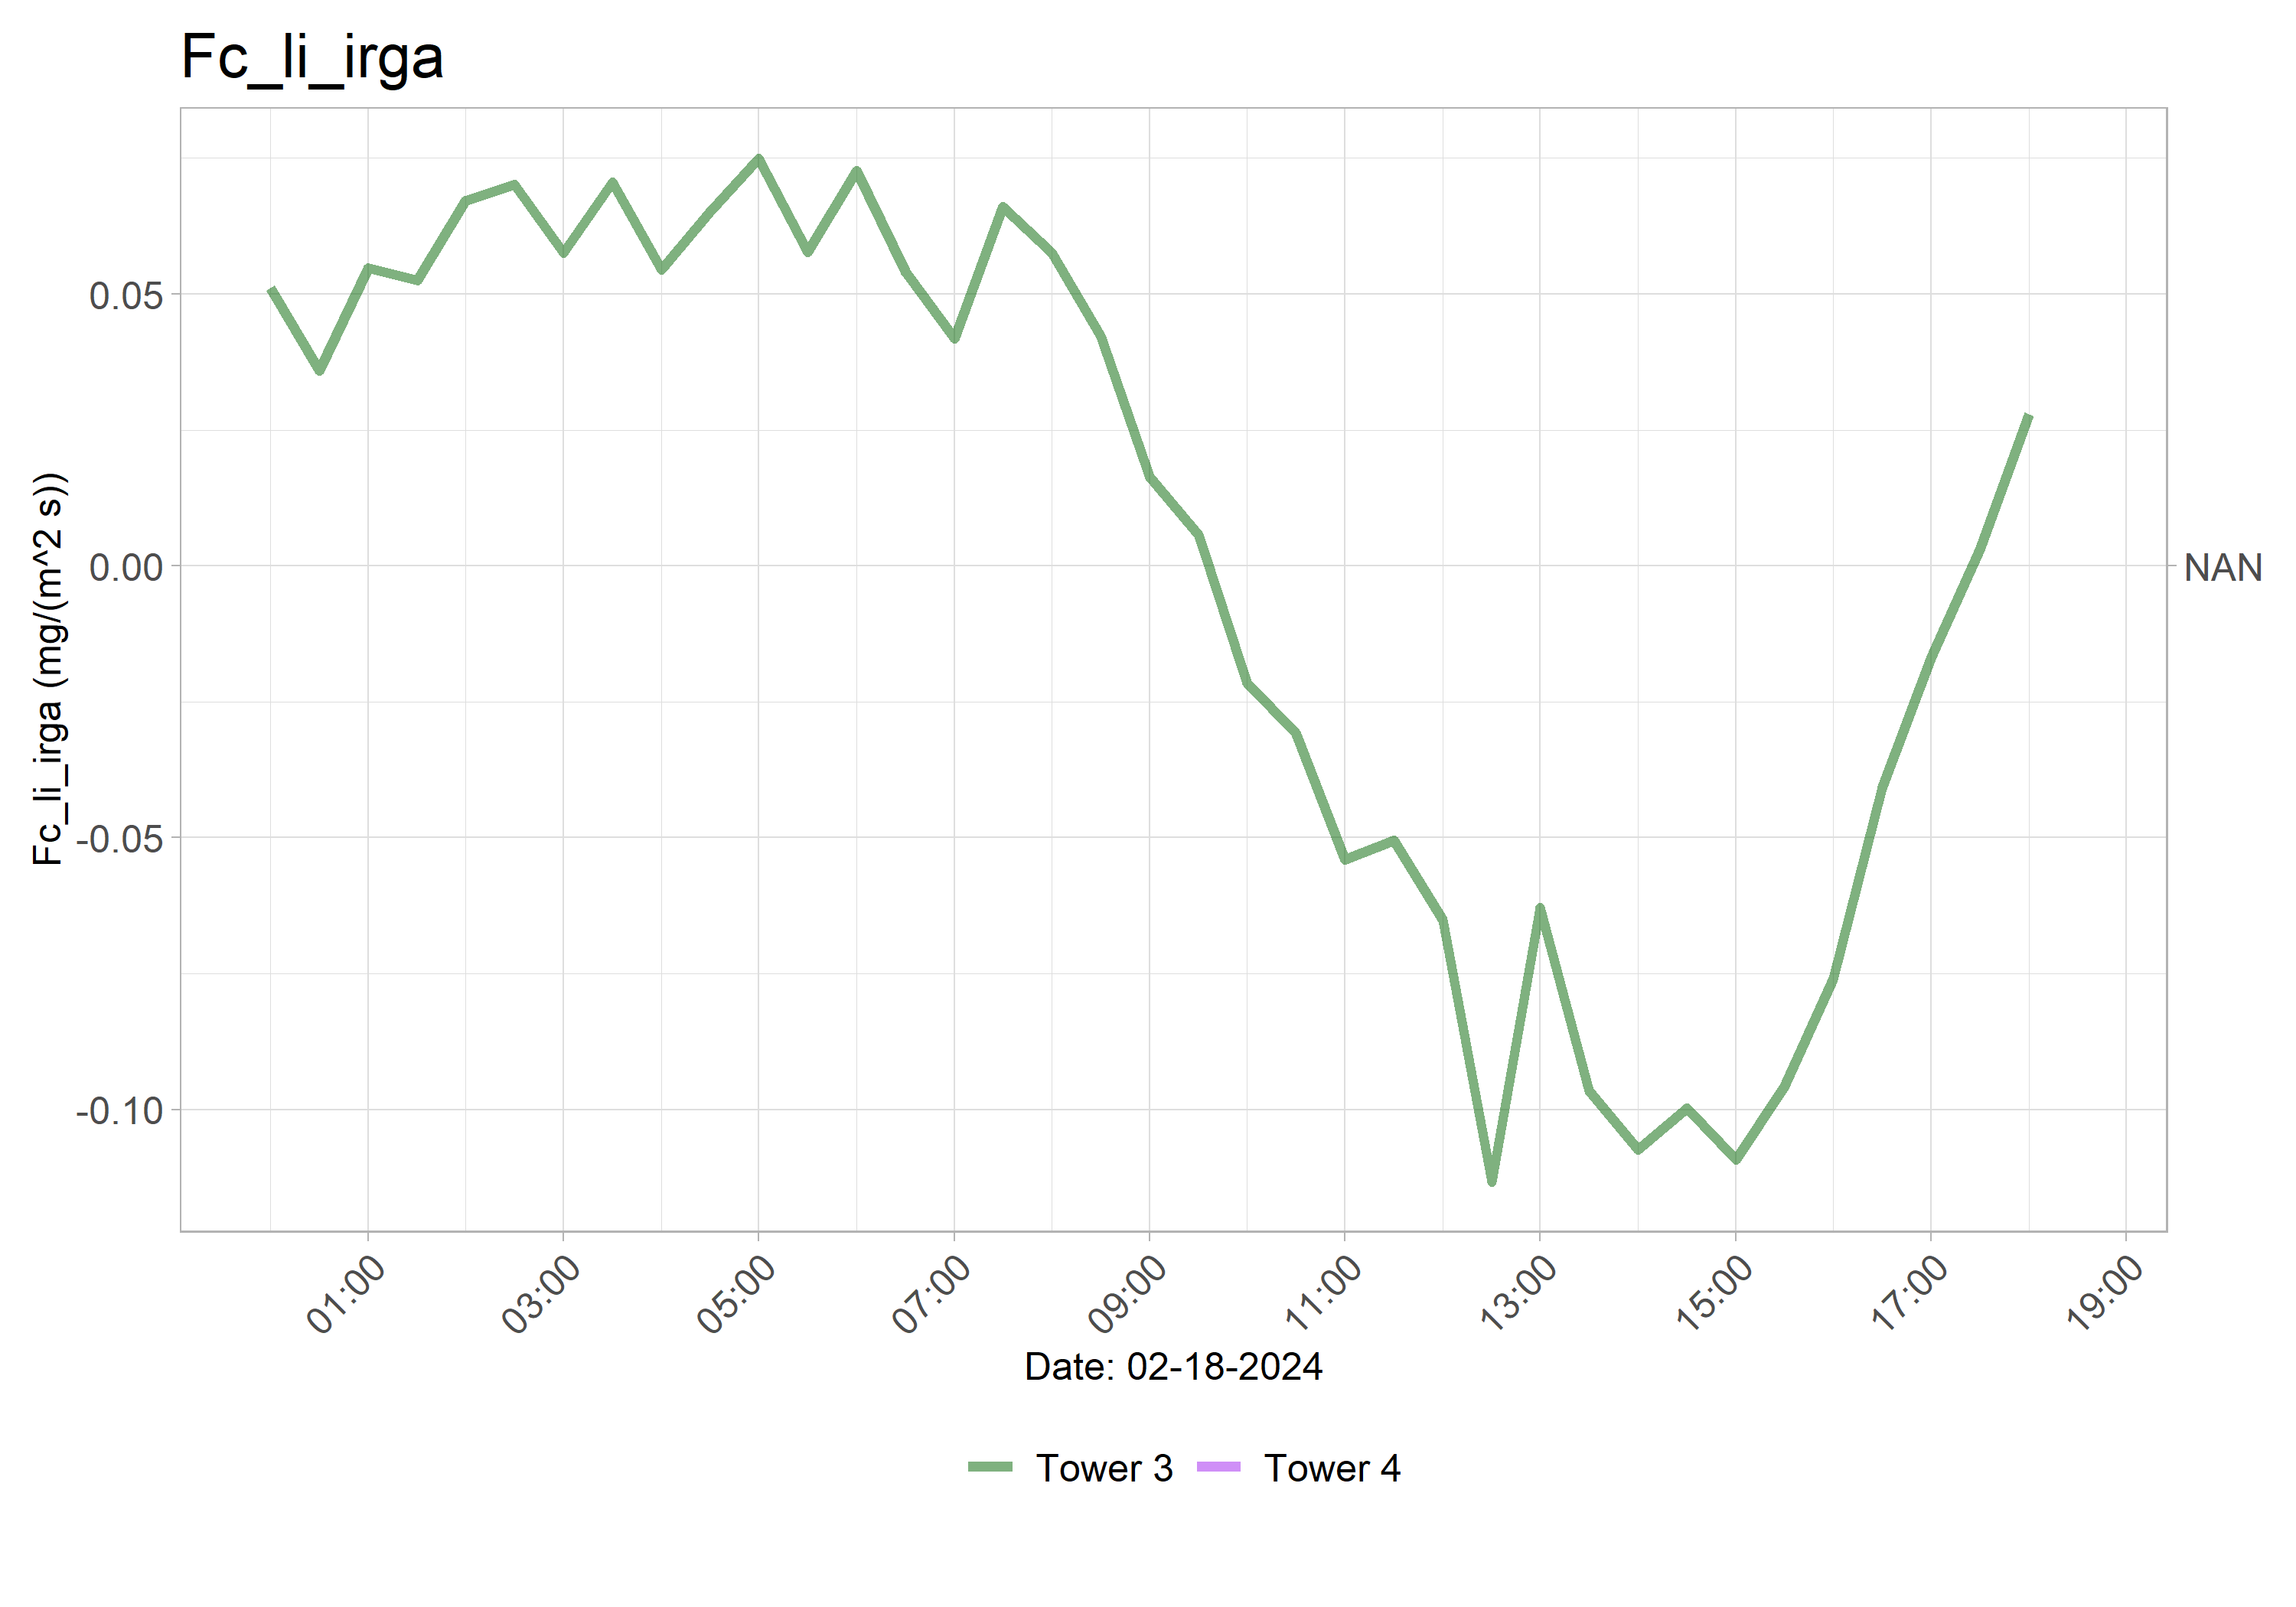 Fc_li_irga
Fc_li_irga (mg/(m^2 s))
0.05
0.00
-0.05
-0.10
NAN
01:00
03:00
05:00
07:00
09:00
11:00
13:00
15:00
17:00
19:00
Date: 02-18-2024
Tower 3
Tower 4